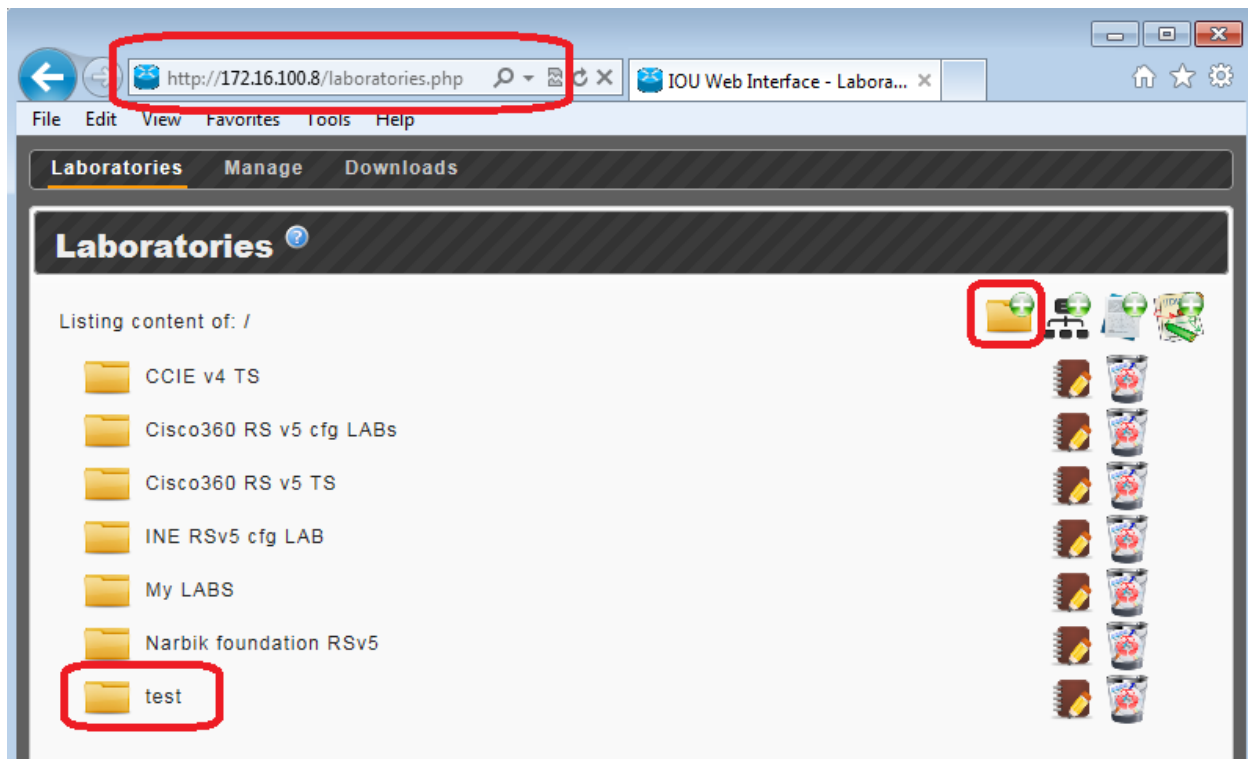 http://172.16.100.8/laboratories.php
IOU Web Interface - Labora...
File Edit View Favorites Tools Help
Laboratories Manage Downloads
Laboratories
Listing content of: /
CCIE v4 TS
Cisco360 RS v5 cfg LABs
Cisco360 RS v5 TS
INE RSv5 cfg LAB
My LABS
Narbik foundation RSv5
test